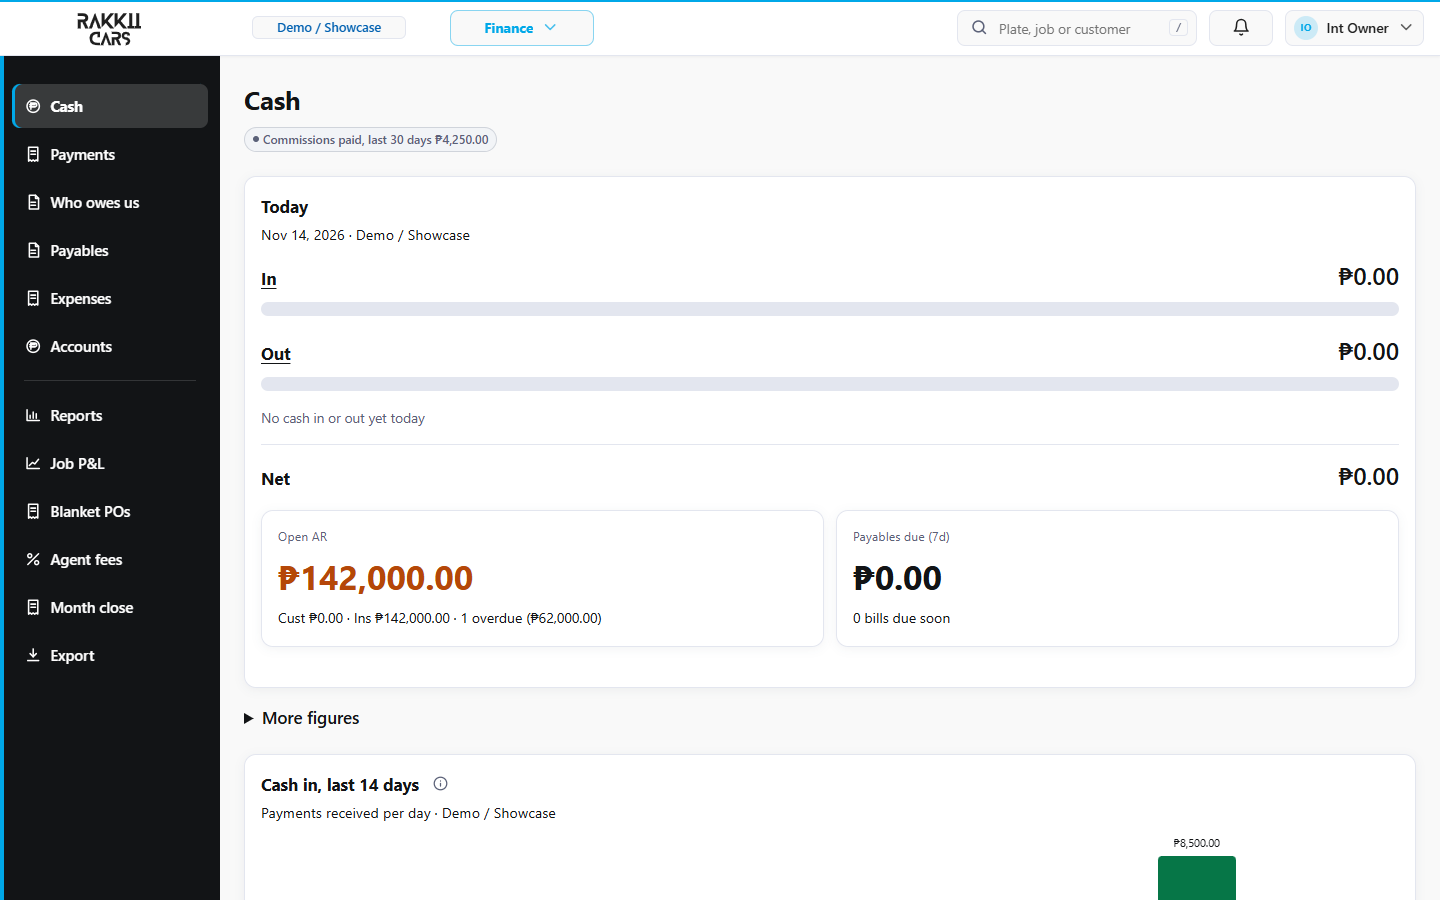 RAKKII
CARS
Demo / Showcase
Finance
Plate, job or customer
/
IO
Int Owner
Cash
Payments
Who owes us
Payables
Expenses
Accounts
Reports
Job P&L
Blanket POs
Agent fees
Month close
Export
Cash
Commissions paid, last 30 days ₱4,250.00
Today
Nov 14, 2026 · Demo / Showcase
In
₱0.00
Out
₱0.00
No cash in or out yet today
Net
₱0.00
Open AR
₱142,000.00
Cust ₱0.00 · Ins ₱142,000.00 · 1 overdue (₱62,000.00)
Payables due (7d)
₱0.00
0 bills due soon
More figures
Cash in, last 14 days
Payments received per day · Demo / Showcase
₱8,500.00